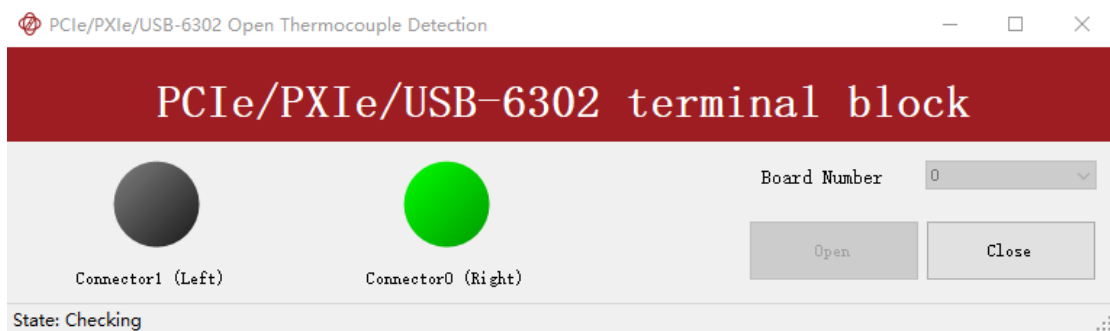 PCIe/PXIe/USB-6302 Open Thermocouple Detection
PCIe/PXIe/USB-6302 terminal block
Board Number 0
Open Close
Connector1 (Left) Connector0 (Right)
State: Checking